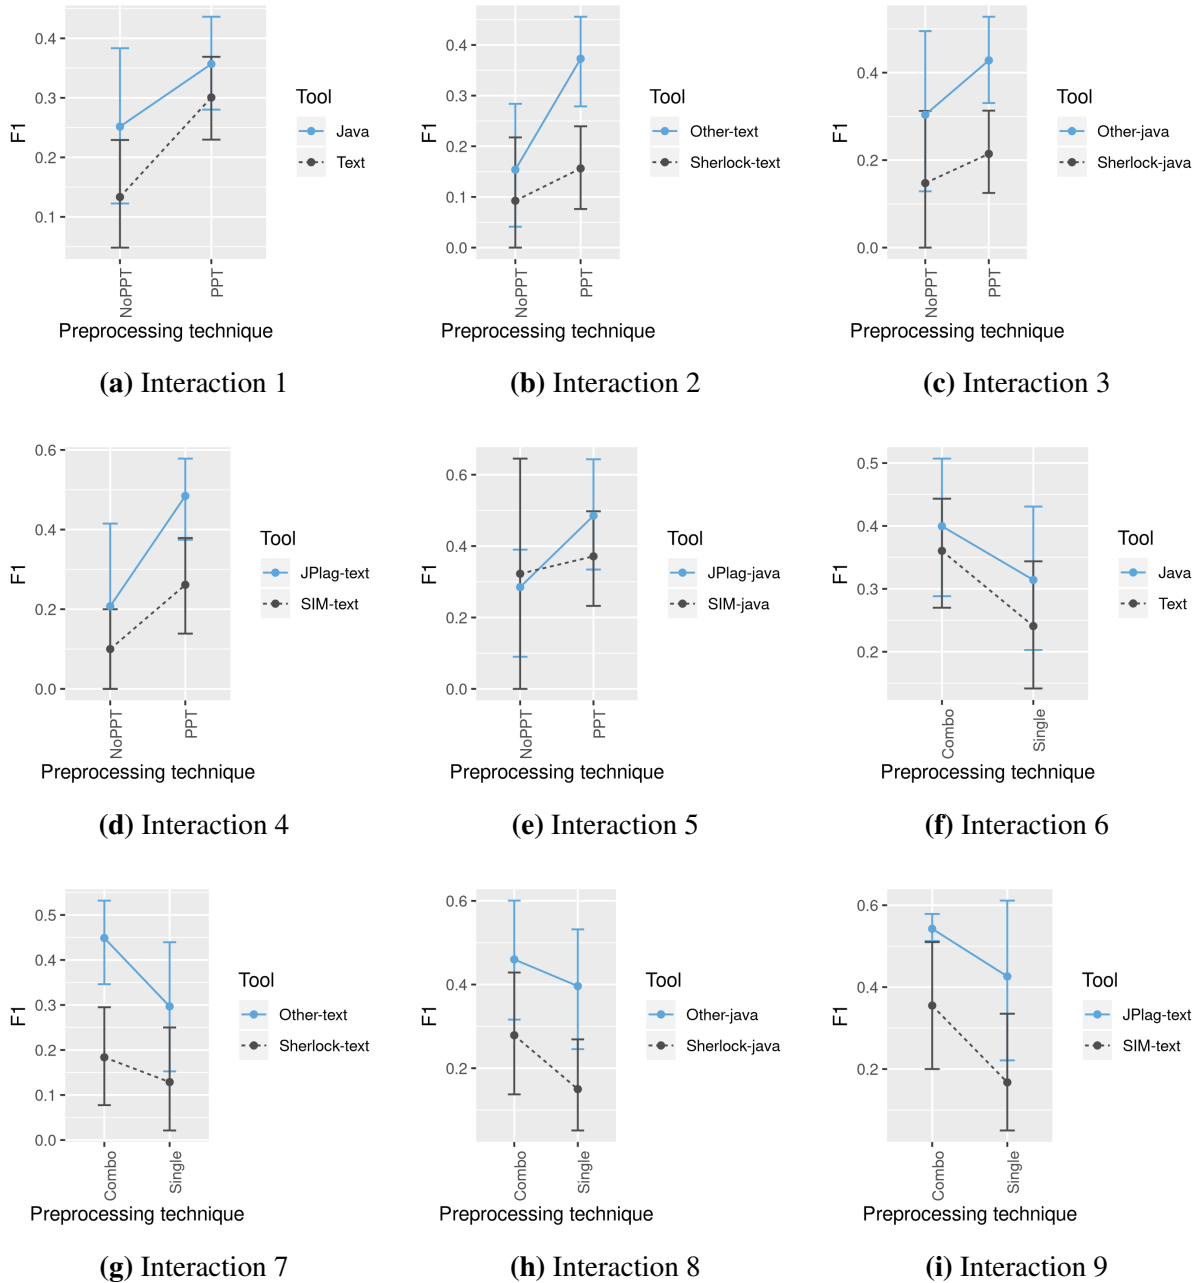 0.4
0.3
0.2
0.1
F1
NoPPT
PPT
Preprocessing technique
Tool
Java
Text
(a) Interaction 1
0.4
0.3
0.2
0.1
0.0
F1
NoPPT
PPT
Preprocessing technique
Tool
Other-text
Sherlock-text
(b) Interaction 2
0.4
0.2
0.0
F1
NoPPT
PPT
Preprocessing technique
Tool
Other-java
Sherlock-java
(c) Interaction 3
0.6
0.4
0.2
0.0
F1
NoPPT
PPT
Preprocessing technique
Tool
JPlag-text
SIM-text
(d) Interaction 4
0.6
0.4
0.2
0.0
F1
NoPPT
PPT
Preprocessing technique
Tool
JPlag-java
SIM-java
(e) Interaction 5
0.5
0.4
0.3
0.2
F1
Combo
Single
Preprocessing technique
Tool
Java
Text
(f) Interaction 6
0.5
0.4
0.3
0.2
0.1
0.0
F1
Combo
Single
Preprocessing technique
Tool
Other-text
Sherlock-text
(g) Interaction 7
0.6
0.4
0.2
F1
Combo
Single
Preprocessing technique
Tool
Other-java
Sherlock-java
(h) Interaction 8
0.6
0.4
0.2
F1
Combo
Single
Preprocessing technique
Tool
JPlag-text
SIM-text
(i) Interaction 9